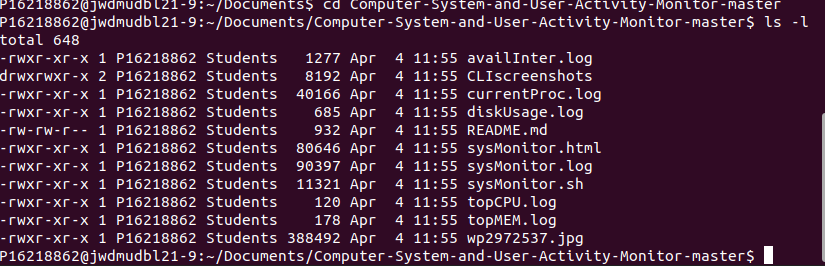 P16218862@jwdmudbl21-9:~/Documents$ cd Computer-System-and-User-Activity-Monitor-master
P16218862@jwdmudbl21-9:~/Documents/Computer-System-and-User-Activity-Monitor-master$ ls -l
total 648
-rwxr-xr-x 1 P16218862 Students   1277 Apr  4 11:55 availInter.log
drwxrwxr-x 2 P16218862 Students   8192 Apr  4 11:55 CLIscreenshots
-rwxr-xr-x 1 P16218862 Students  40166 Apr  4 11:55 currentProc.log
-rwxr-xr-x 1 P16218862 Students    685 Apr  4 11:55 diskUsage.log
-rw-rw-r-- 1 P16218862 Students    932 Apr  4 11:55 README.md
-rwxr-xr-x 1 P16218862 Students  80646 Apr  4 11:55 sysMonitor.html
-rwxr-xr-x 1 P16218862 Students  90397 Apr  4 11:55 sysMonitor.log
-rwxr-xr-x 1 P16218862 Students  11321 Apr  4 11:55 sysMonitor.sh
-rwxr-xr-x 1 P16218862 Students    120 Apr  4 11:55 topCPU.log
-rwxr-xr-x 1 P16218862 Students    178 Apr  4 11:55 topMEM.log
-rwxr-xr-x 1 P16218862 Students 388492 Apr  4 11:55 wp2972537.jpg
P16218862@jwdmudbl21-9:~/Documents/Computer-System-and-User-Activity-Monitor-master$